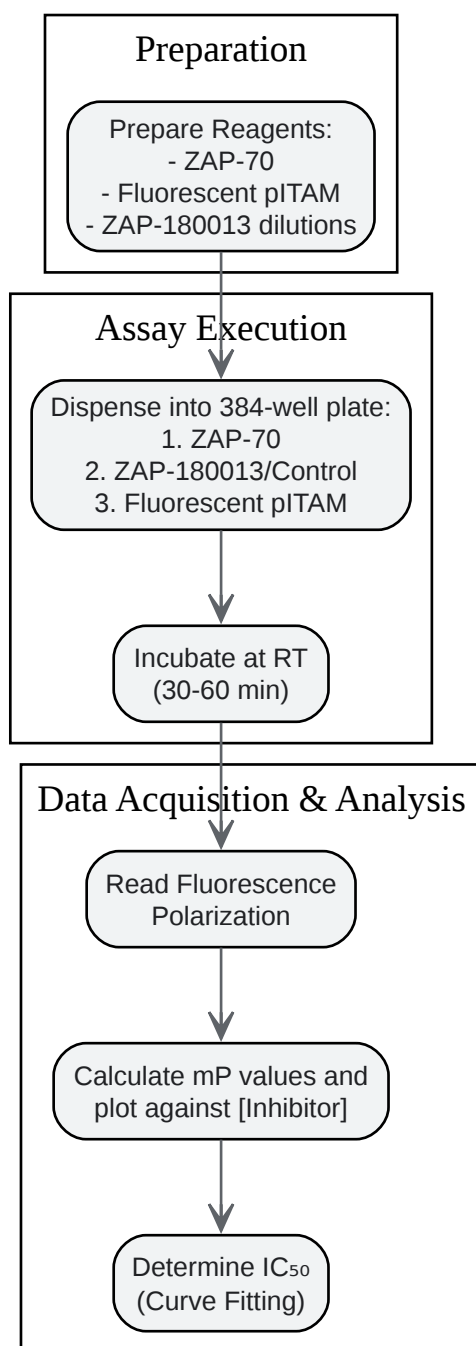 Preparation
Prepare Reagents:
- ZAP-70
- Fluorescent pITAM
- ZAP-180013 dilutions
Assay Execution
Dispense into 384-well plate:
1. ZAP-70
2. ZAP-180013/Control
3. Fluorescent pITAM
Incubate at RT
(30-60 min)
Data Acquisition & Analysis
Read Fluorescence
Polarization
Calculate mP values and
plot against [Inhibitor]
Determine IC₅₀
(Curve Fitting)